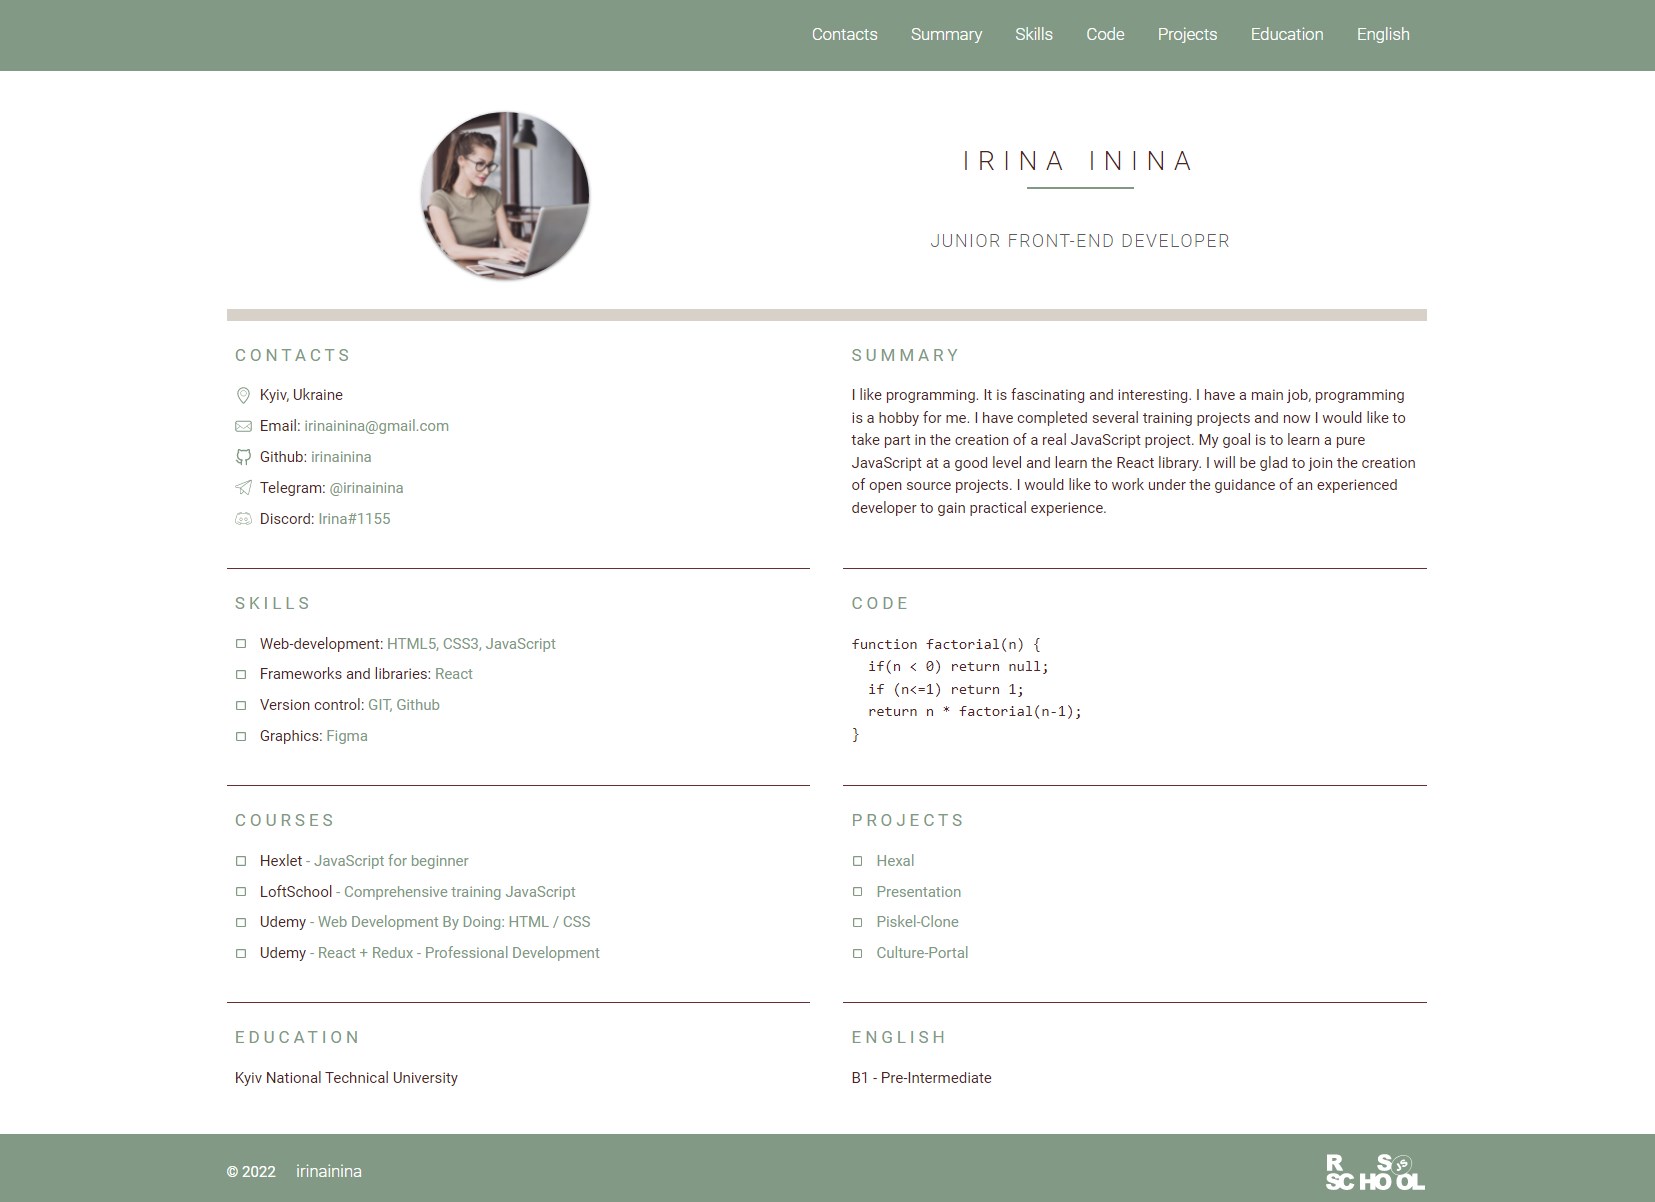 Contacts Summary Skills Code Projects Education English
IRINA ININA
JUNIOR FRONT-END DEVELOPER
CONTACTS
Kyiv, Ukraine
Email: irinainina@gmail.com
Github: irinainina
Telegram: @irinainina
Discord: Irina#1155
SUMMARY
I like programming. It is fascinating and interesting. I have a main job, programming
is a hobby for me. I have completed several training projects and now I would like to
take part in the creation of a real JavaScript project. My goal is to learn a pure
JavaScript at a good level and learn the React library. I will be glad to join the creation
of open source projects. I would like to work under the guidance of an experienced
developer to gain practical experience.
SKILLS
Web-development: HTML5, CSS3, JavaScript
Frameworks and libraries: React
Version control: GIT, Github
Graphics: Figma
CODE
function factorial(n) {
  if(n < 0) return null;
  if (n<=1) return 1;
  return n * factorial(n-1);
}
COURSES
Hexlet - JavaScript for beginner
LoftSchool - Comprehensive training JavaScript
Udemy - Web Development By Doing: HTML / CSS
Udemy - React + Redux - Professional Development
PROJECTS
Hexal
Presentation
Piskel-Clone
Culture-Portal
EDUCATION
Kyiv National Technical University
ENGLISH
B1 - Pre-Intermediate
© 2022 irinainina
R S JS
SCHOOL